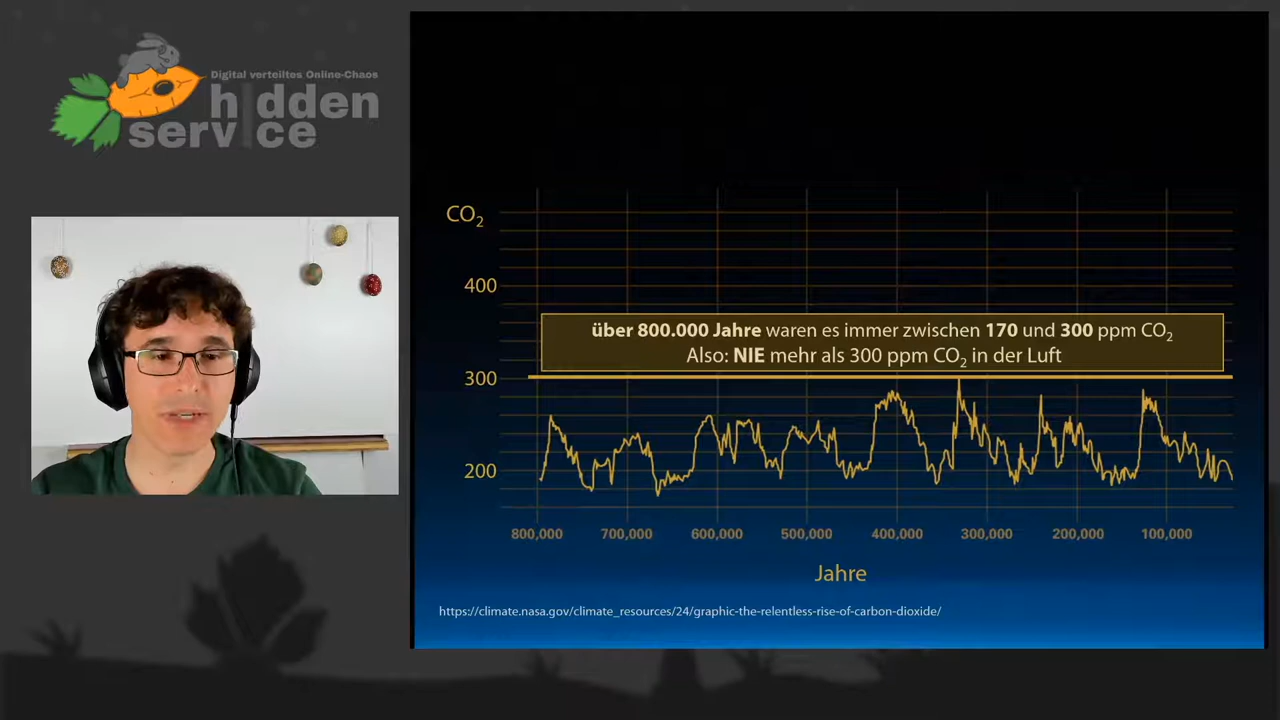 Digital verteiltes Online-Chaos
hidden
service
CO₂
400
über 800.000 Jahre waren es immer zwischen 170 und 300 ppm CO₂
Also: NIE mehr als 300 ppm CO₂ in der Luft
300
200
800,000 700,000 600,000 500,000 400,000 300,000 200,000 100,000
Jahre
https://climate.nasa.gov/climate_resources/24/graphic-the-relentless-rise-of-carbon-dioxide/